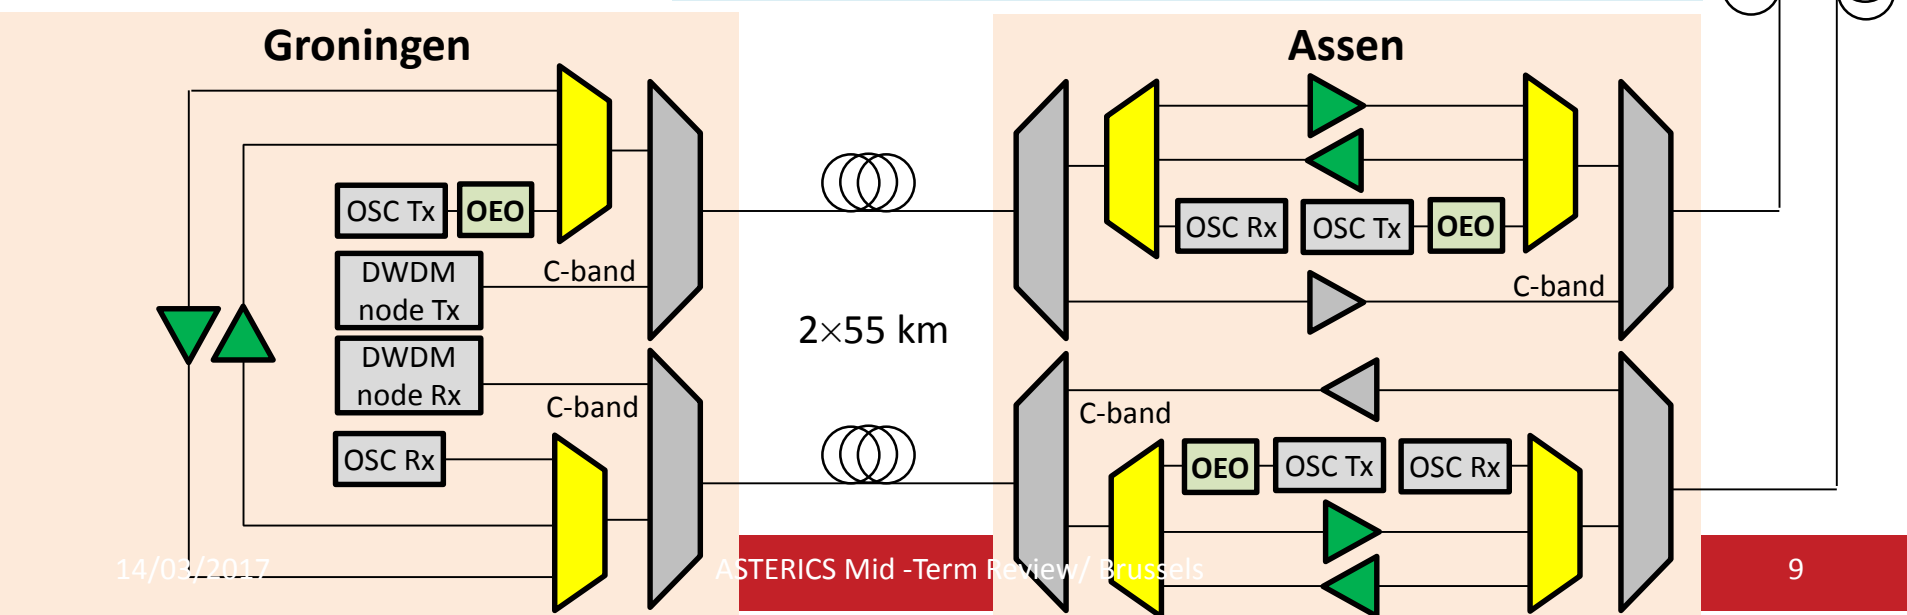 Groningen
Assen
OSC Tx
OEO
DWDM
node Tx
C-band
DWDM
node Rx
C-band
OSC Rx
2×55 km
OSC Rx
OSC Tx
OEO
C-band
C-band
OEO
OSC Tx
OSC Rx
14/03/2017
ASTERICS Mid -Term Review/ Brussels
9